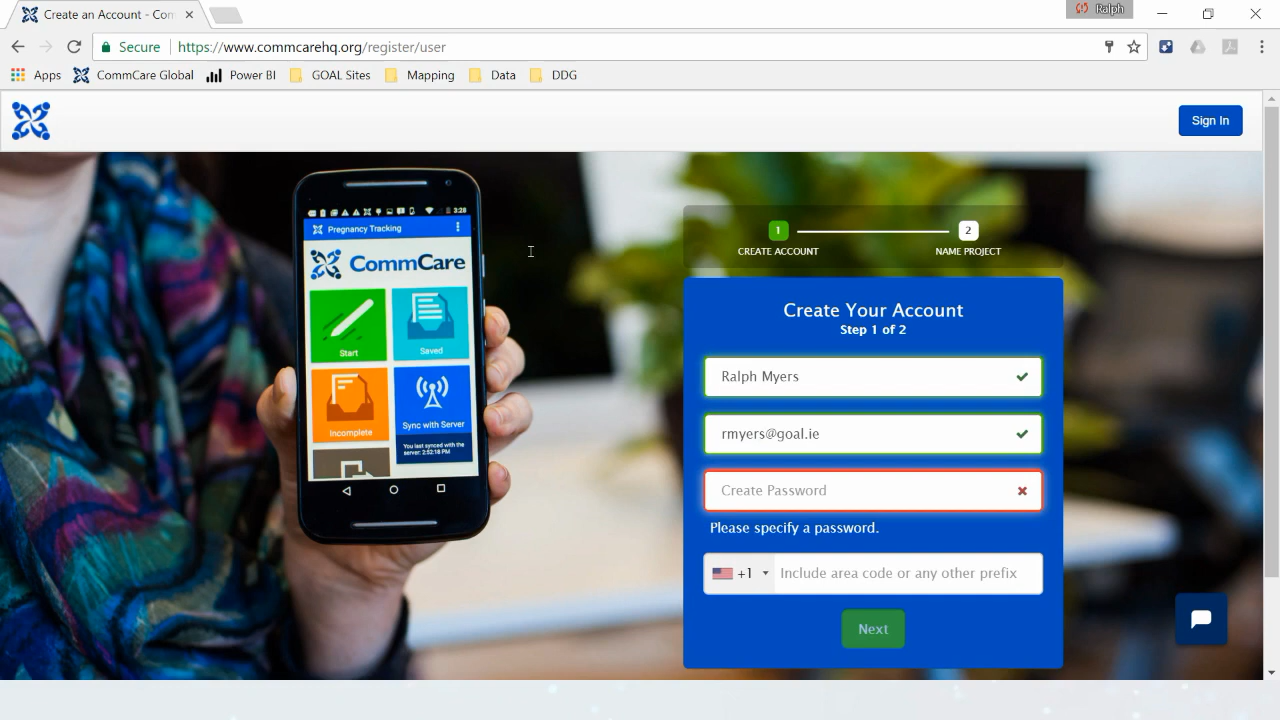 Create an Account - Com
Ralph
Secure
https://www.commcarehq.org/register/user
Apps
CommCare Global
Power BI
GOAL Sites
Mapping
Data
DDG
Sign In
3:28
Pregnancy Tracking
CommCare
Start
Saved
Incomplete
Sync with Server
You last synced with the
server: 2:52:18 PM
1
2
CREATE ACCOUNT
NAME PROJECT
Create Your Account
Step 1 of 2
Ralph Myers
rmyers@goal.ie
Create Password
Please specify a password.
+1
Include area code or any other prefix
Next